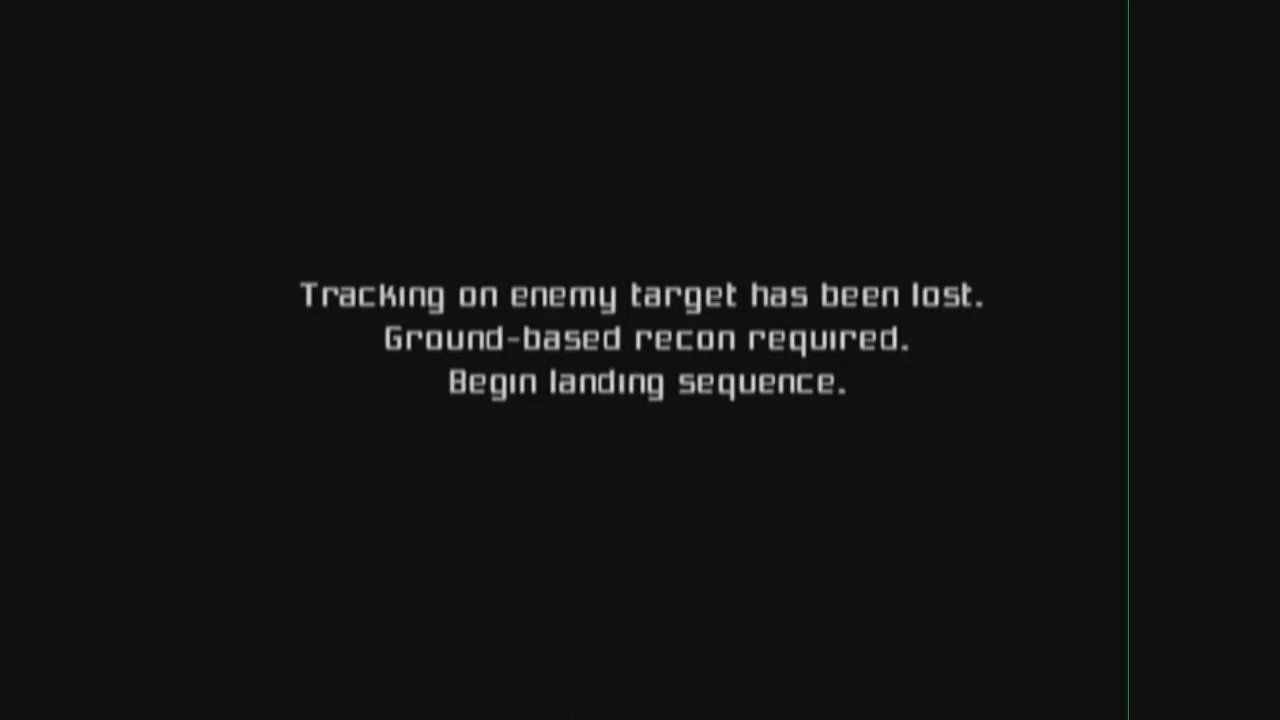 Tracking on enemy target has been lost.
Ground-based recon required.
Begin landing sequence.